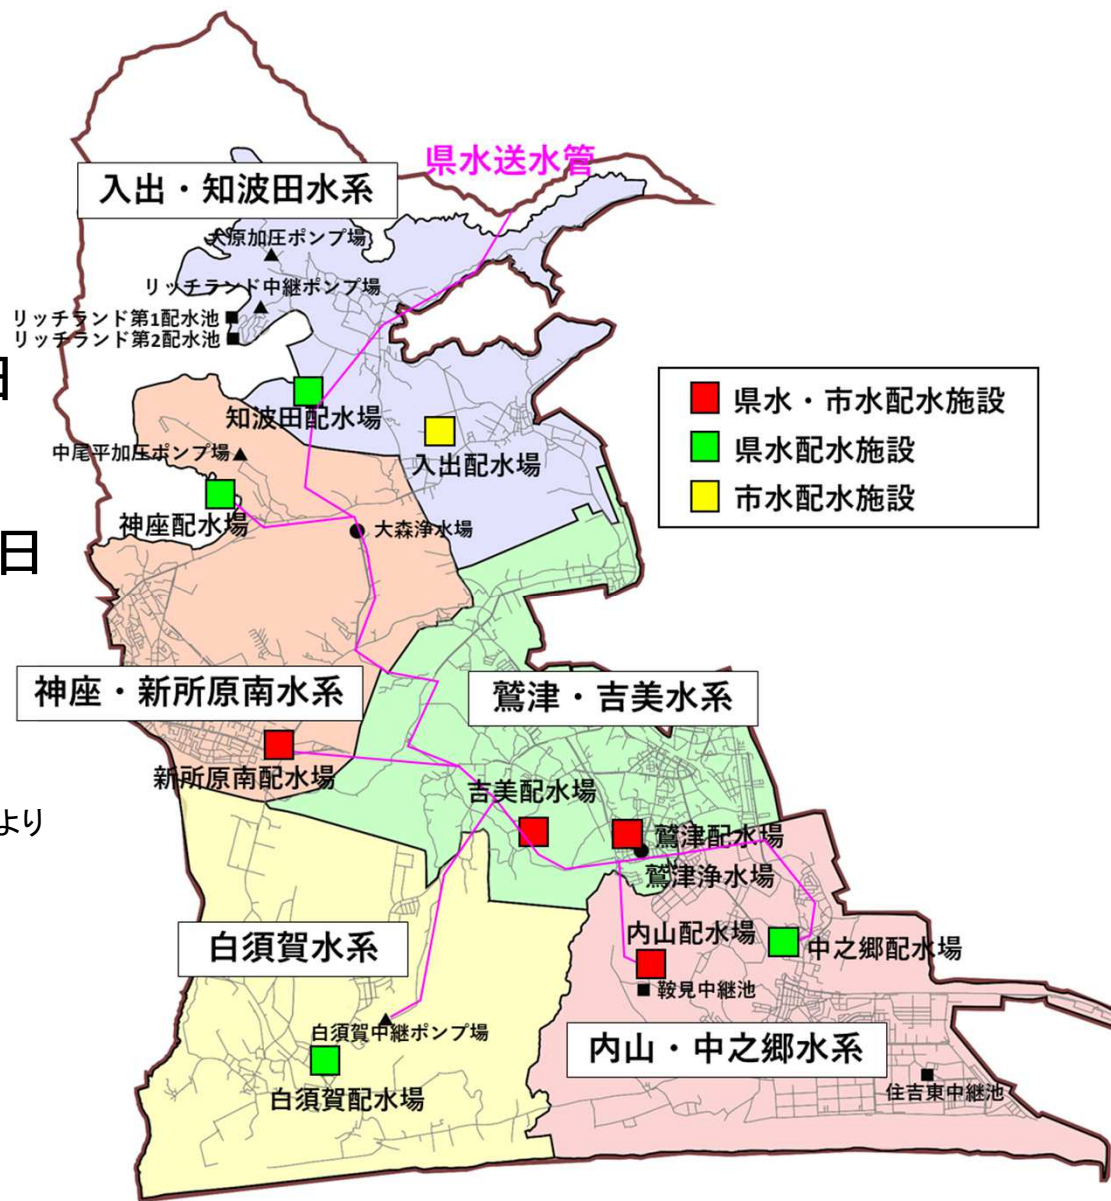 県水送水管
入出・知波田水系
大原加圧ポンプ場
リッチランド中継ポンプ場
リッチランド第1配水池
リッチランド第2配水池
日
知波田配水場
入出配水場
県水・市水配水施設
県水配水施設
市水配水施設
中尾平加圧ポンプ場
神座配水場
大森浄水場
日
神座・新所原南水系
鷲津・吉美水系
新所原南配水場
吉美配水場
より
鷲津配水場
鷲津浄水場
白須賀水系
内山配水場
中之郷配水場
鞍見中継池
白須賀中継ポンプ場
内山・中之郷水系
白須賀配水場
住吉東中継池